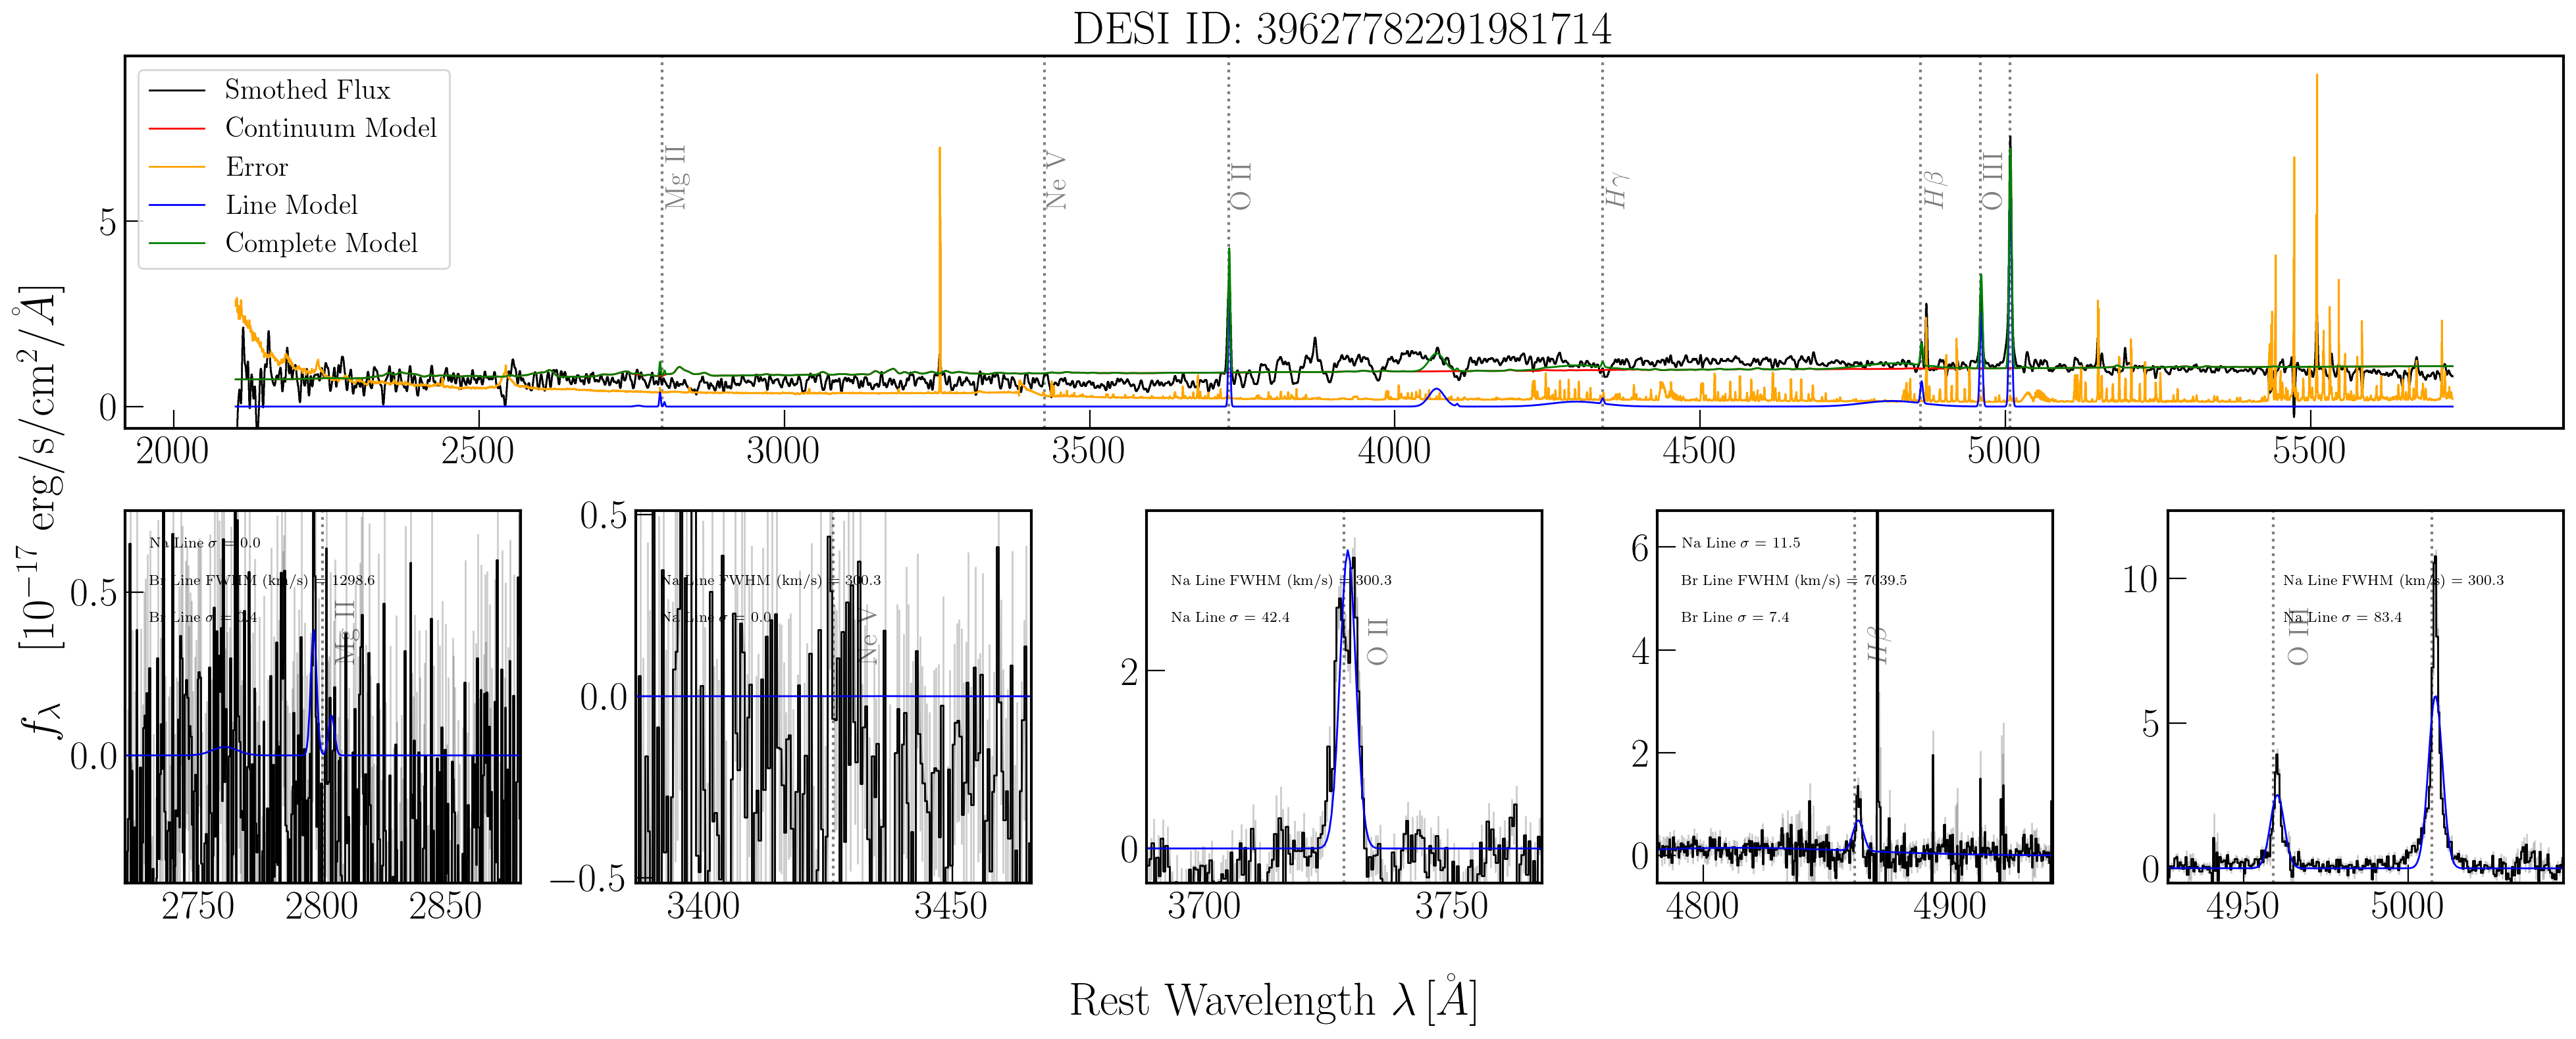 DESI ID: 39627782291981714
Smothed Flux
Continuum Model
Error
Line Model
Complete Model
Mg II
Ne V
O II
Hγ
Hβ
O III
5
0
2000 2500 3000 3500 4000 4500 5000 5500
fλ [10⁻¹⁷ erg/s/cm²/Å]
Na Line σ = 0.0
Br Line FWHM (km/s) = 1298.6
Br Line σ = 0.4
Mg II
0.5
0.0
2750 2800 2850
Na Line FWHM (km/s) = 300.3
Na Line σ = 0.0
Ne V
0.5
0.0
−0.5
3400 3450
Na Line FWHM (km/s) = 300.3
Na Line σ = 42.4
O II
2
0
3700 3750
Na Line σ = 11.5
Br Line FWHM (km/s) = 7039.5
Br Line σ = 7.4
Hβ
6
4
2
0
4800 4900
Na Line FWHM (km/s) = 300.3
Na Line σ = 83.4
O III
10
5
0
4950 5000
Rest Wavelength λ [Å]